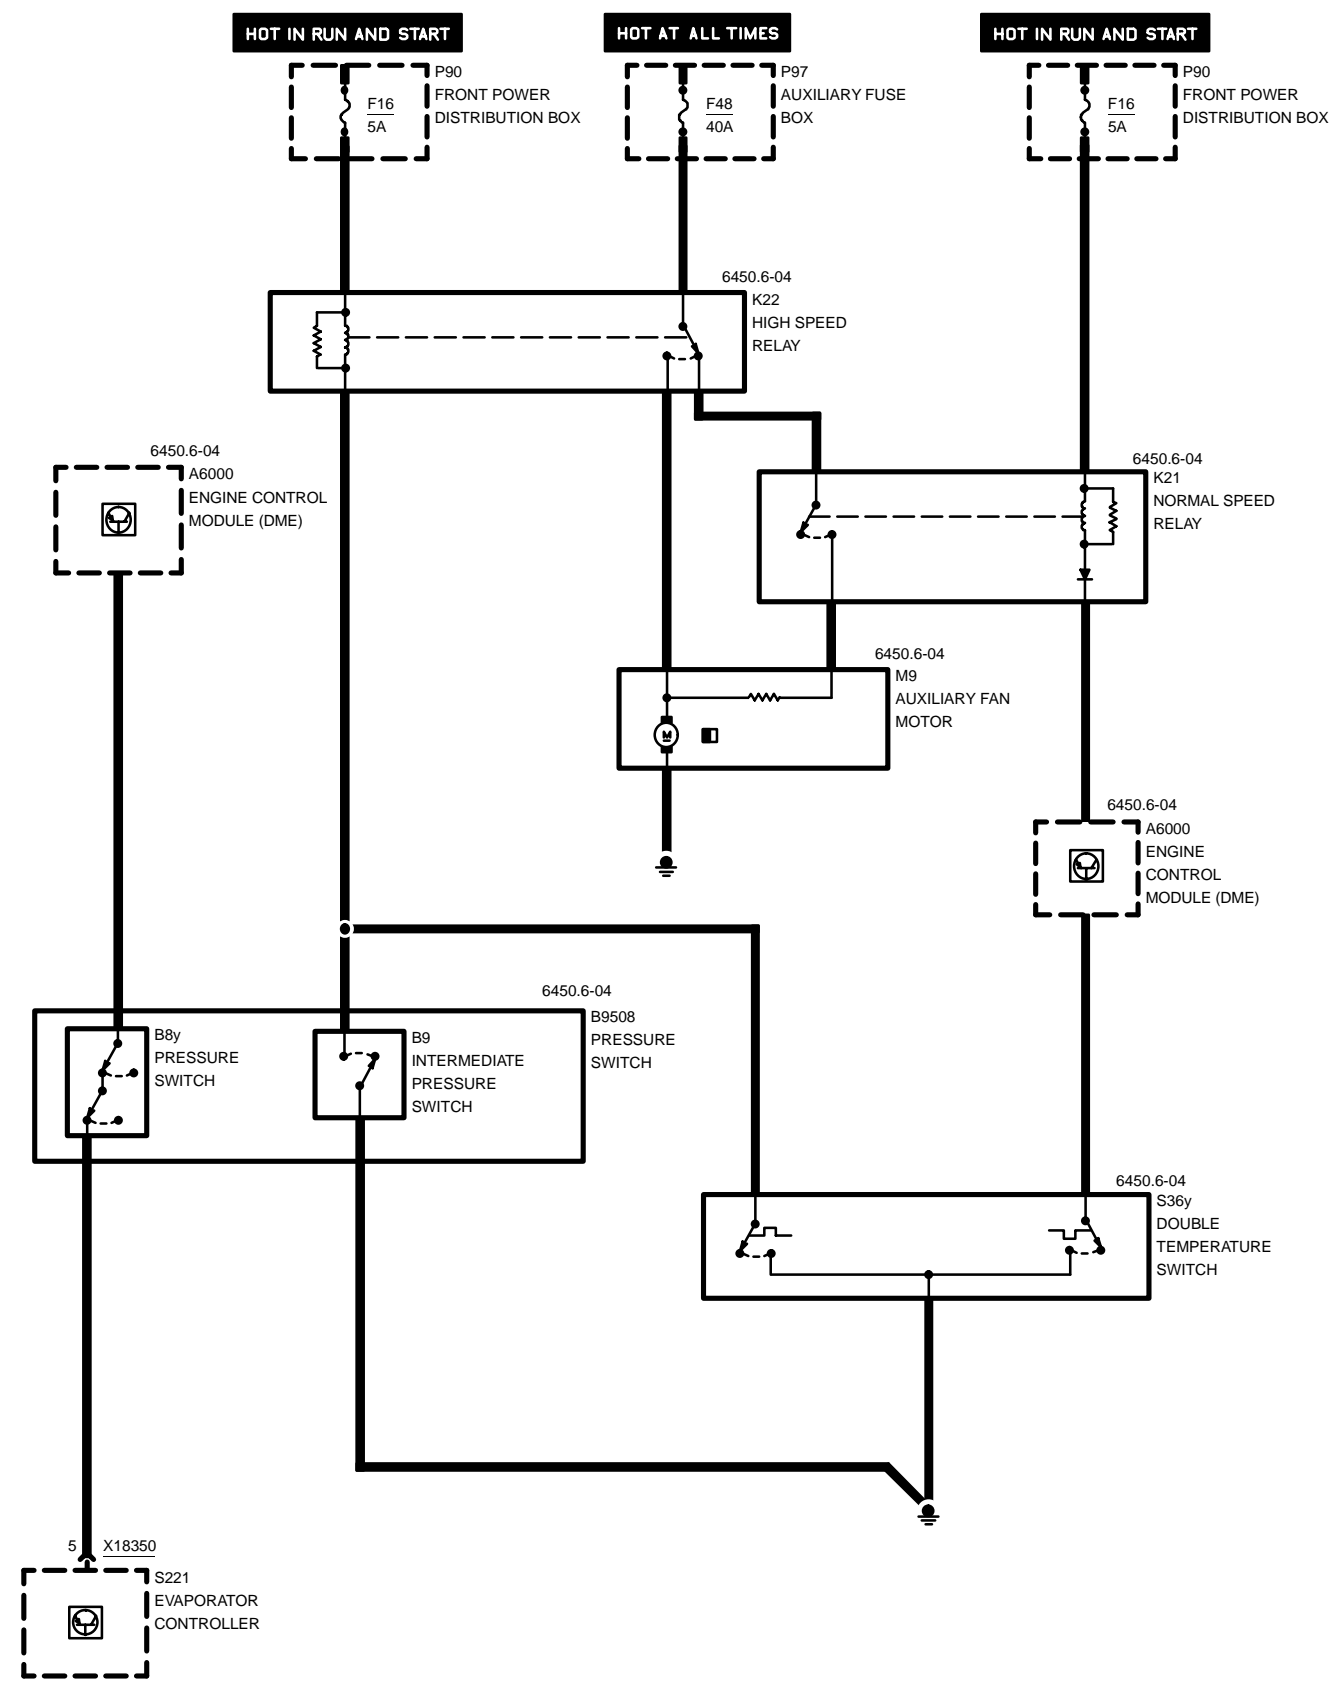 HOT IN RUN AND START
HOT AT ALL TIMES
HOT IN RUN AND START
P90
FRONT POWER
DISTRIBUTION BOX
F16
5A
P97
AUXILIARY FUSE
BOX
F48
40A
P90
FRONT POWER
DISTRIBUTION BOX
F16
5A
6450.6-04
K22
HIGH SPEED
RELAY
6450.6-04
A6000
ENGINE CONTROL
MODULE (DME)
6450.6-04
K21
NORMAL SPEED
RELAY
6450.6-04
M9
AUXILIARY FAN
MOTOR
M
6450.6-04
A6000
ENGINE
CONTROL
MODULE (DME)
6450.6-04
B9508
PRESSURE
SWITCH
B8y
PRESSURE
SWITCH
B9
INTERMEDIATE
PRESSURE
SWITCH
6450.6-04
S36y
DOUBLE
TEMPERATURE
SWITCH
5 X18350
S221
EVAPORATOR
CONTROLLER